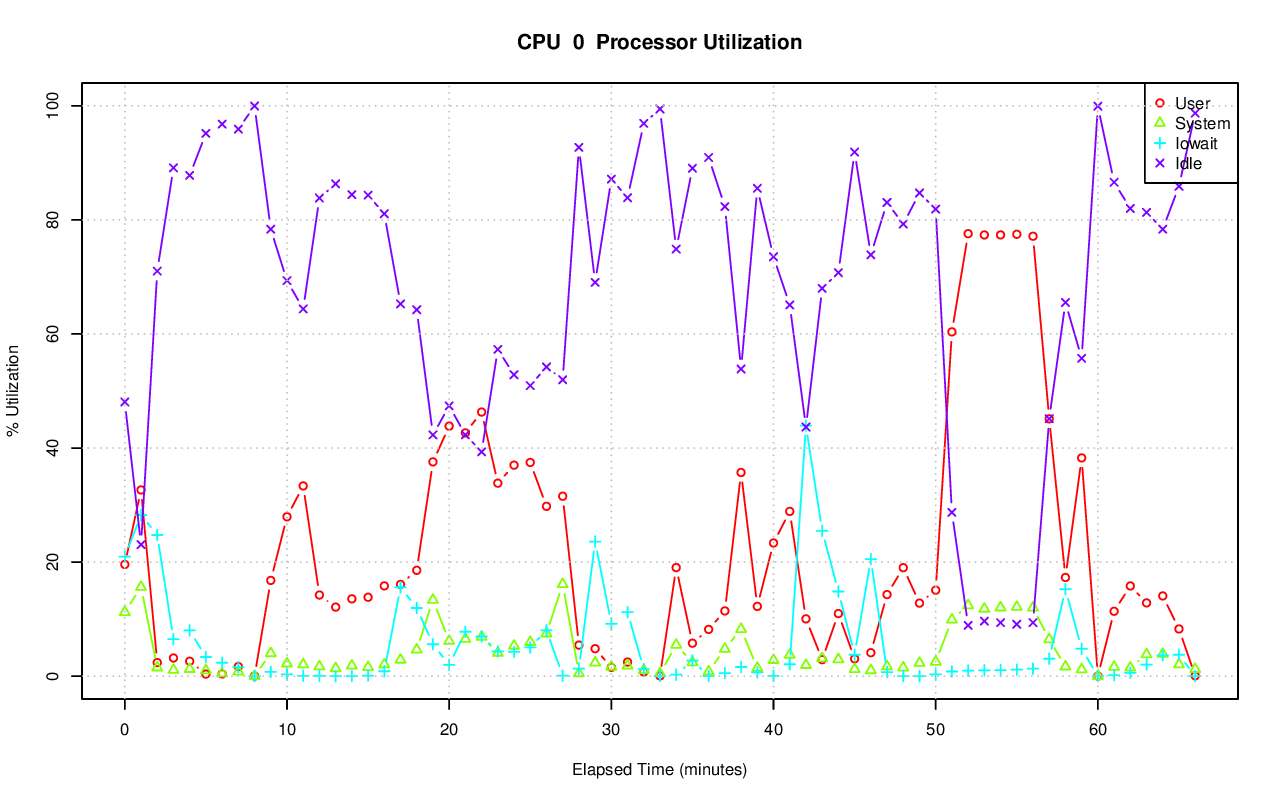 CPU 0 Processor Utilization
User
System
Iowait
Idle
% Utilization
100
80
60
40
20
0
0 10 20 30 40 50 60
Elapsed Time (minutes)